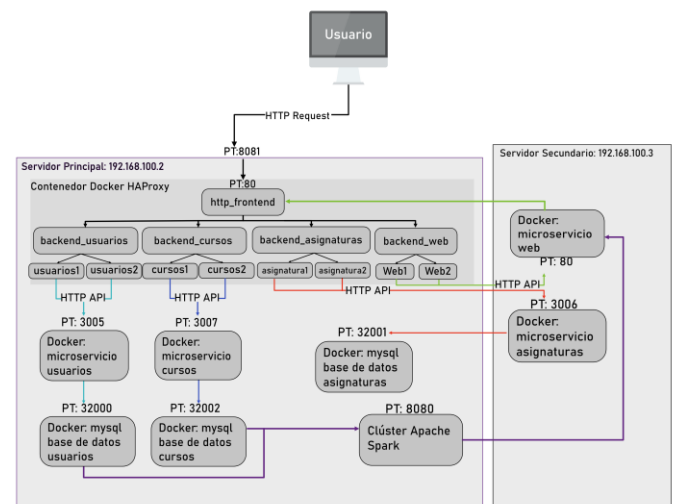 Usuario
HTTP Request
PT:8081
Servidor Principal: 192.168.100.2
Servidor Secundario: 192.168.100.3
Contenedor Docker HAProxy
PT:80
http_frontend
backend_usuarios
backend_cursos
backend_asignaturas
backend_web
usuarios1
usuarios2
cursos1
cursos2
asignatura1
asignatura2
Web1
Web2
Docker:
microservicio
web
PT: 80
HTTP API
HTTP API
HTTP API
HTTP API
PT: 3005
PT: 3007
PT: 32001
PT: 3006
Docker:
microservicio
usuarios
Docker:
microservicio
cursos
Docker: mysql
base de datos
asignaturas
Docker:
microservicio
asignaturas
PT: 32000
PT: 32002
PT: 8080
Docker: mysql
base de datos
usuarios
Docker: mysql
base de datos
cursos
Clúster Apache
Spark